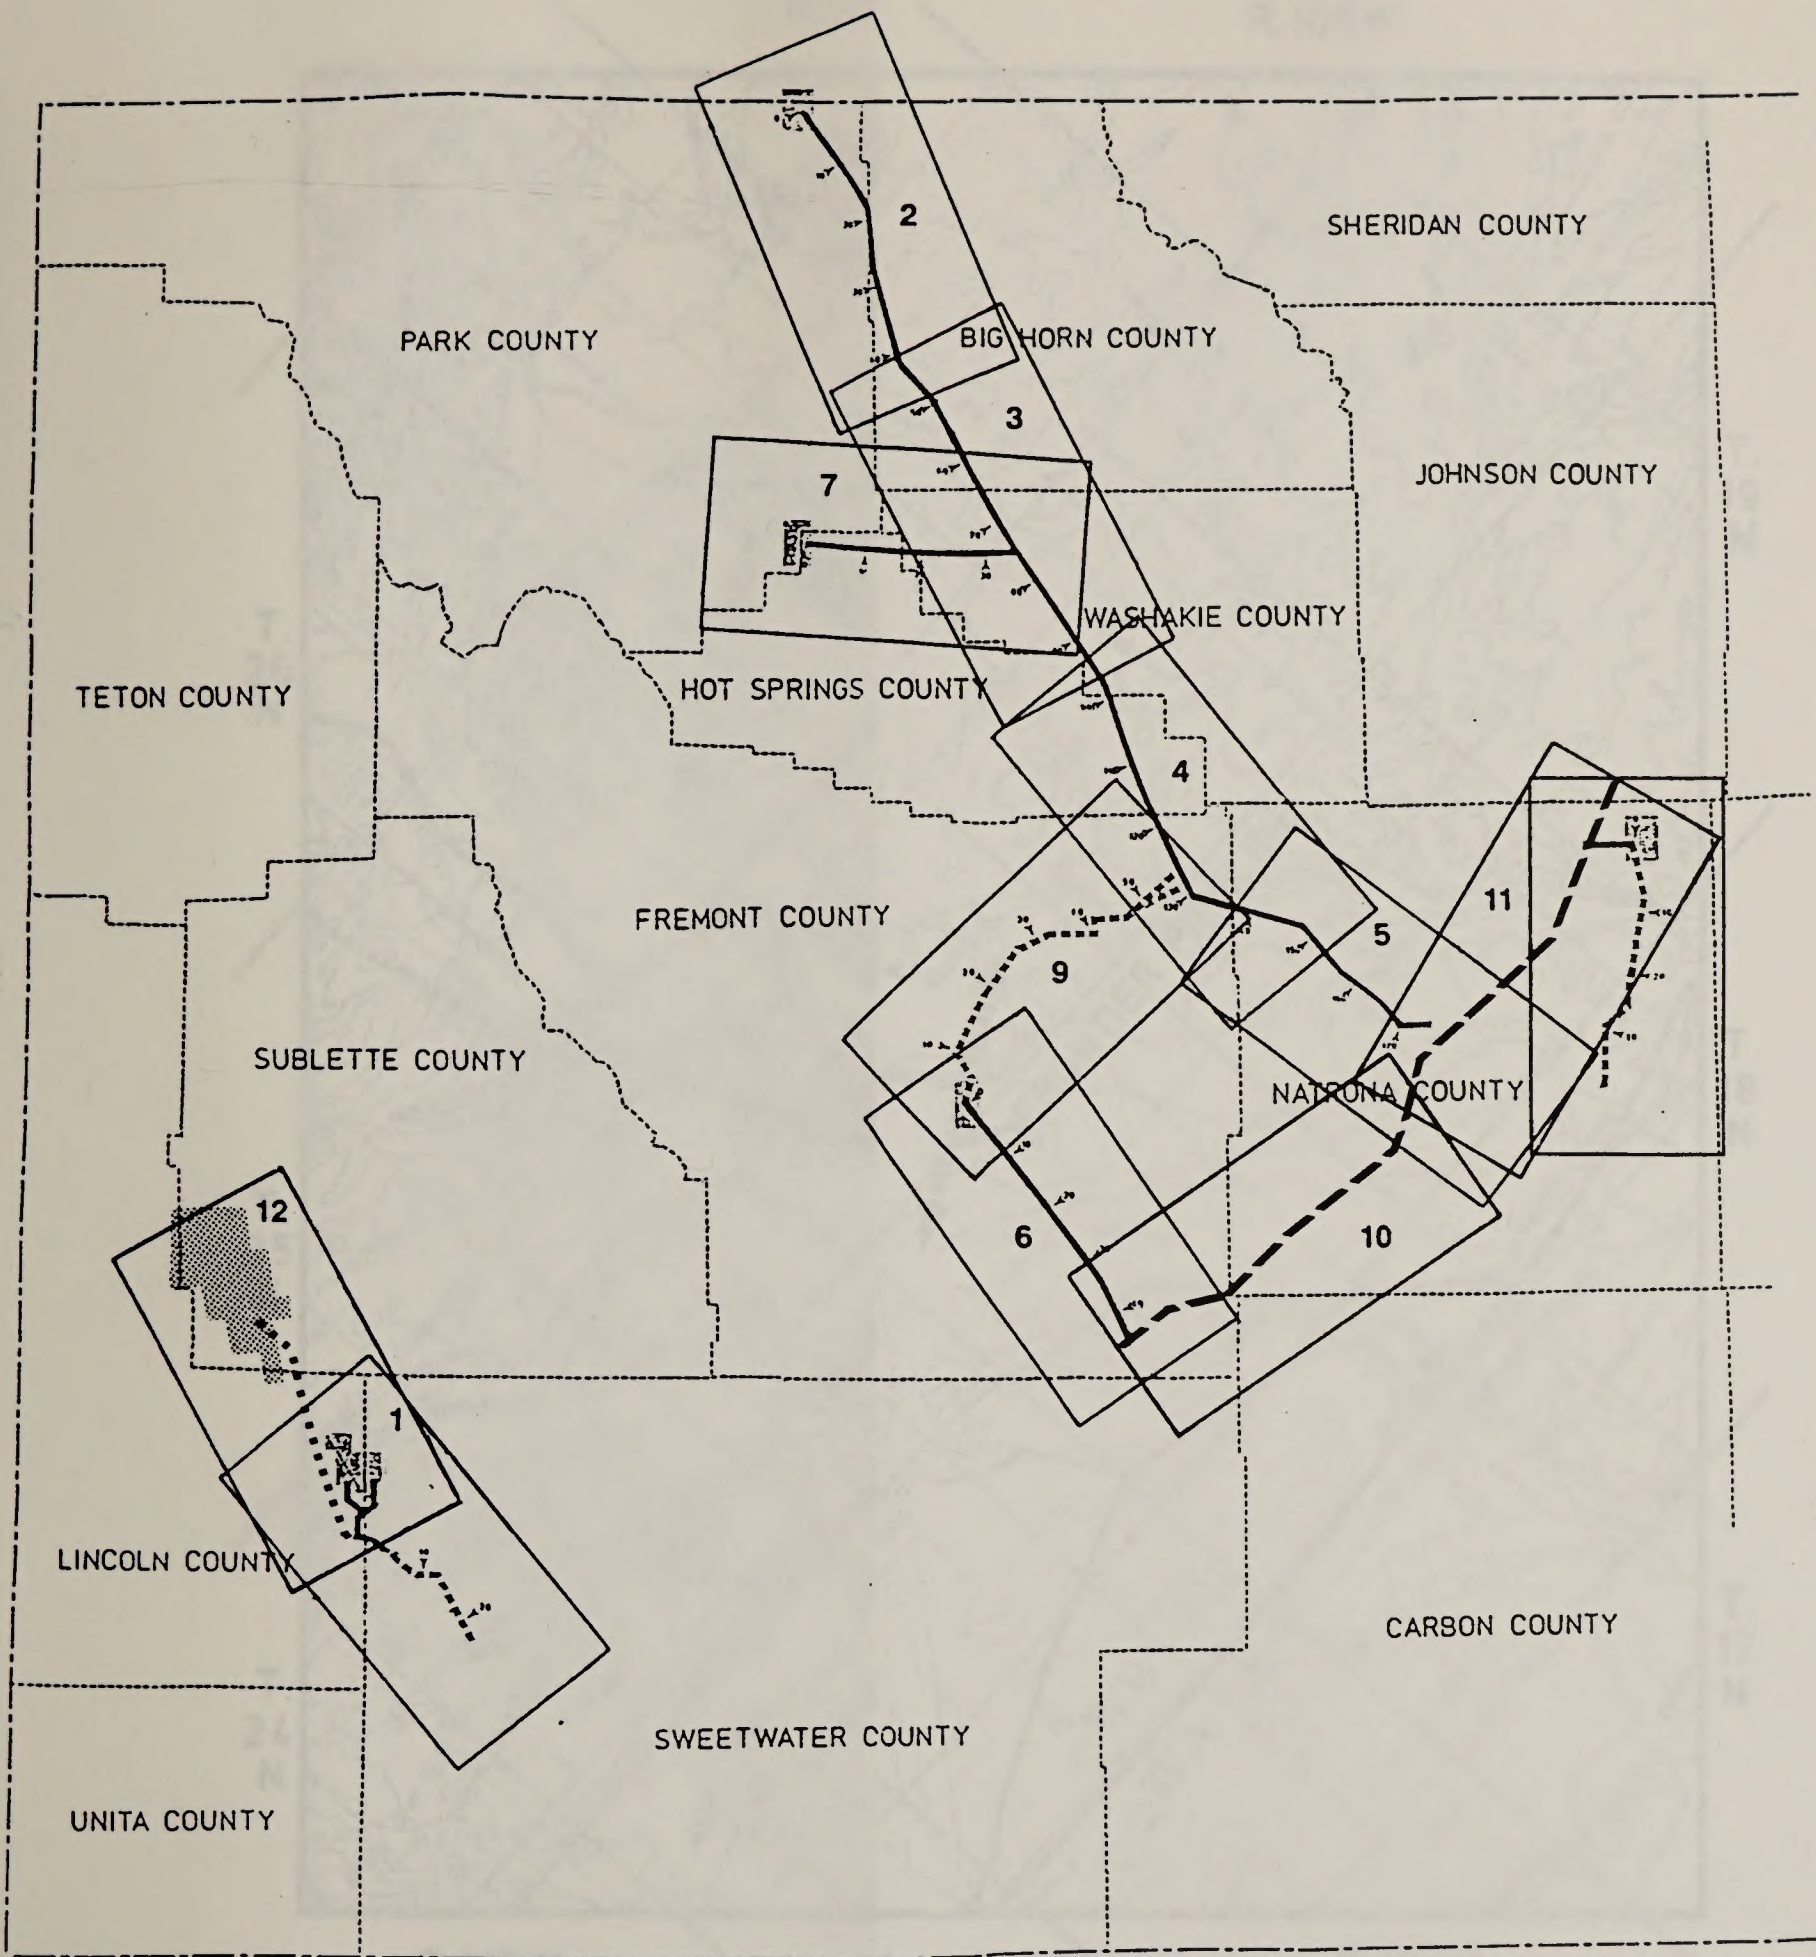 2
SHERIDAN COUNTY
PARK COUNTY
BIG HORN COUNTY
3
JOHNSON COUNTY
7
WASHAKIE COUNTY
TETON COUNTY
HOT SPRINGS COUNTY
4
11
FREMONT COUNTY
5
9
SUBLETTE COUNTY
NATRONA COUNTY
12
6
10
1
LINCOLN COUNTY
CARBON COUNTY
SWEETWATER COUNTY
UNITA COUNTY